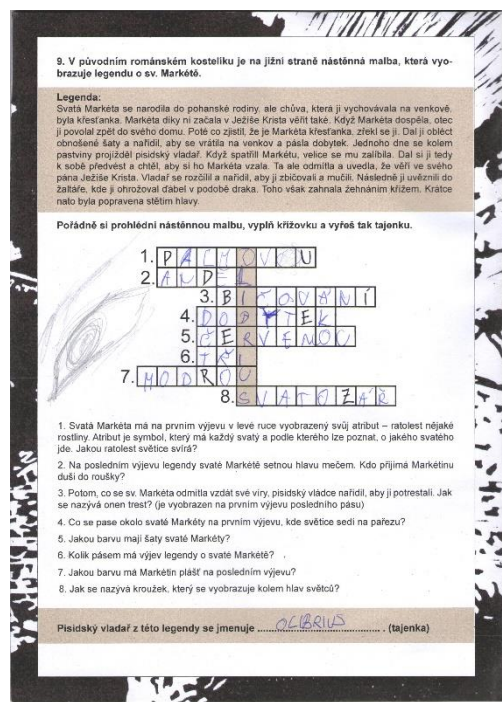 9. V původním románském kostelíku je na jižní straně nástěnná malba, která vyo-
brazuje legendu o sv. Markétě.
Legenda:
Svatá Markéta se narodila do pohanské rodiny, ale chůva, která ji vychovávala na venkově,
byla křesťanka. Markéta díky ní začala v Ježíše Krista věřit také. Když Markéta dospěla, otec
ji povolal zpět do svého domu. Poté co zjistil, že je Markéta křesťanka, zřekl se jí. Dal ji obléct
obnošené šaty a nařídil, aby se vrátila na venkov a pásla dobytek. Jednoho dne se kolem
pastviny projížděl pisidský vladař. Když spatřil Markétu, velice se mu zalíbila. Dal si ji tedy
k sobě předvést a chtěl, aby si ho Markéta vzala. Ta ale odmítla a uvedla, že věří ve svého
pána Ježíše Krista. Vladař se rozčílil a nařídil, aby ji zbičovali a mučili. Následně ji uvěznili do
žaltáře, kde ji ohrožoval ďábel v podobě draka. Toho však zahnala žehnáním křížem. Krátce
nato byla popravena stětím hlavy.
Pořádně si prohlédni nástěnnou malbu, vyplň křížovku a vyřeš tak tajenku.
1. PALMOVOU
2. ANDĚL
3. BIČOVÁNÍ
4. DOBYTEK
5. ČERVENOU
6. TŘI
7. MODROU
8. SVATOZÁŘ
1. Svatá Markéta má na prvním výjevu v levé ruce vyobrazený svůj atribut – ratolest nějaké
rostliny. Atribut je symbol, který má každý svatý a podle kterého lze poznat, o jakého svatého
jde. Jakou ratolest světice svírá?
2. Na posledním výjevu legendy svaté Markétě setnou hlavu mečem. Kdo přijímá Markétinu
duši do roušky?
3. Potom, co se sv. Markéta odmítla vzdát své víry, pisidský vládce nařídil, aby ji potrestali. Jak
se nazývá onen trest? (je vyobrazen na prvním výjevu posledního pásu)
4. Co se pase okolo svaté Markéty na prvním výjevu, kde světice sedí na pařezu?
5. Jakou barvu mají šaty svaté Markéty?
6. Kolik pásem má výjev legendy o svaté Markétě?
7. Jakou barvu má Markétin plášť na posledním výjevu?
8. Jak se nazývá kroužek, který se vyobrazuje kolem hlav světců?
Pisidský vladař z této legendy se jmenuje OLIBRIUS . (tajenka)